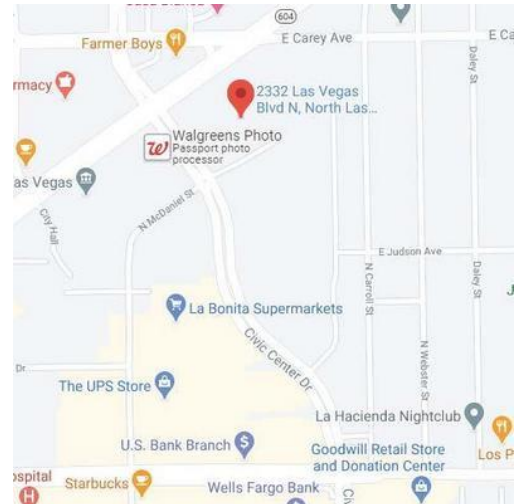 604
E Carey Ave
E Ca
Farmer Boys
Daley St
rmacy
2332 Las Vegas
Blvd N, North Las...
Walgreens Photo
Passport photo
processor
as Vegas
City Hall
N McDaniel St
E Judson Ave
N Carroll St
Daley St
J
La Bonita Supermarkets
Civic Center Dr
N Webster St
Dr
The UPS Store
La Hacienda Nightclub
U.S. Bank Branch
Goodwill Retail Store
and Donation Center
Los P
ospital
H
Starbucks
Wells Fargo Bank
Ci